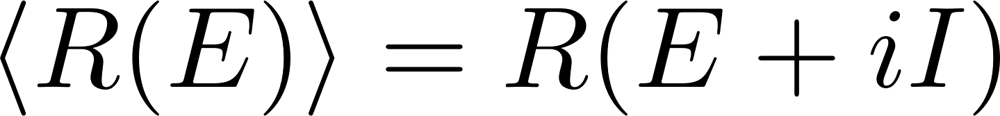 ⟨R(E)⟩ = R(E + iI)